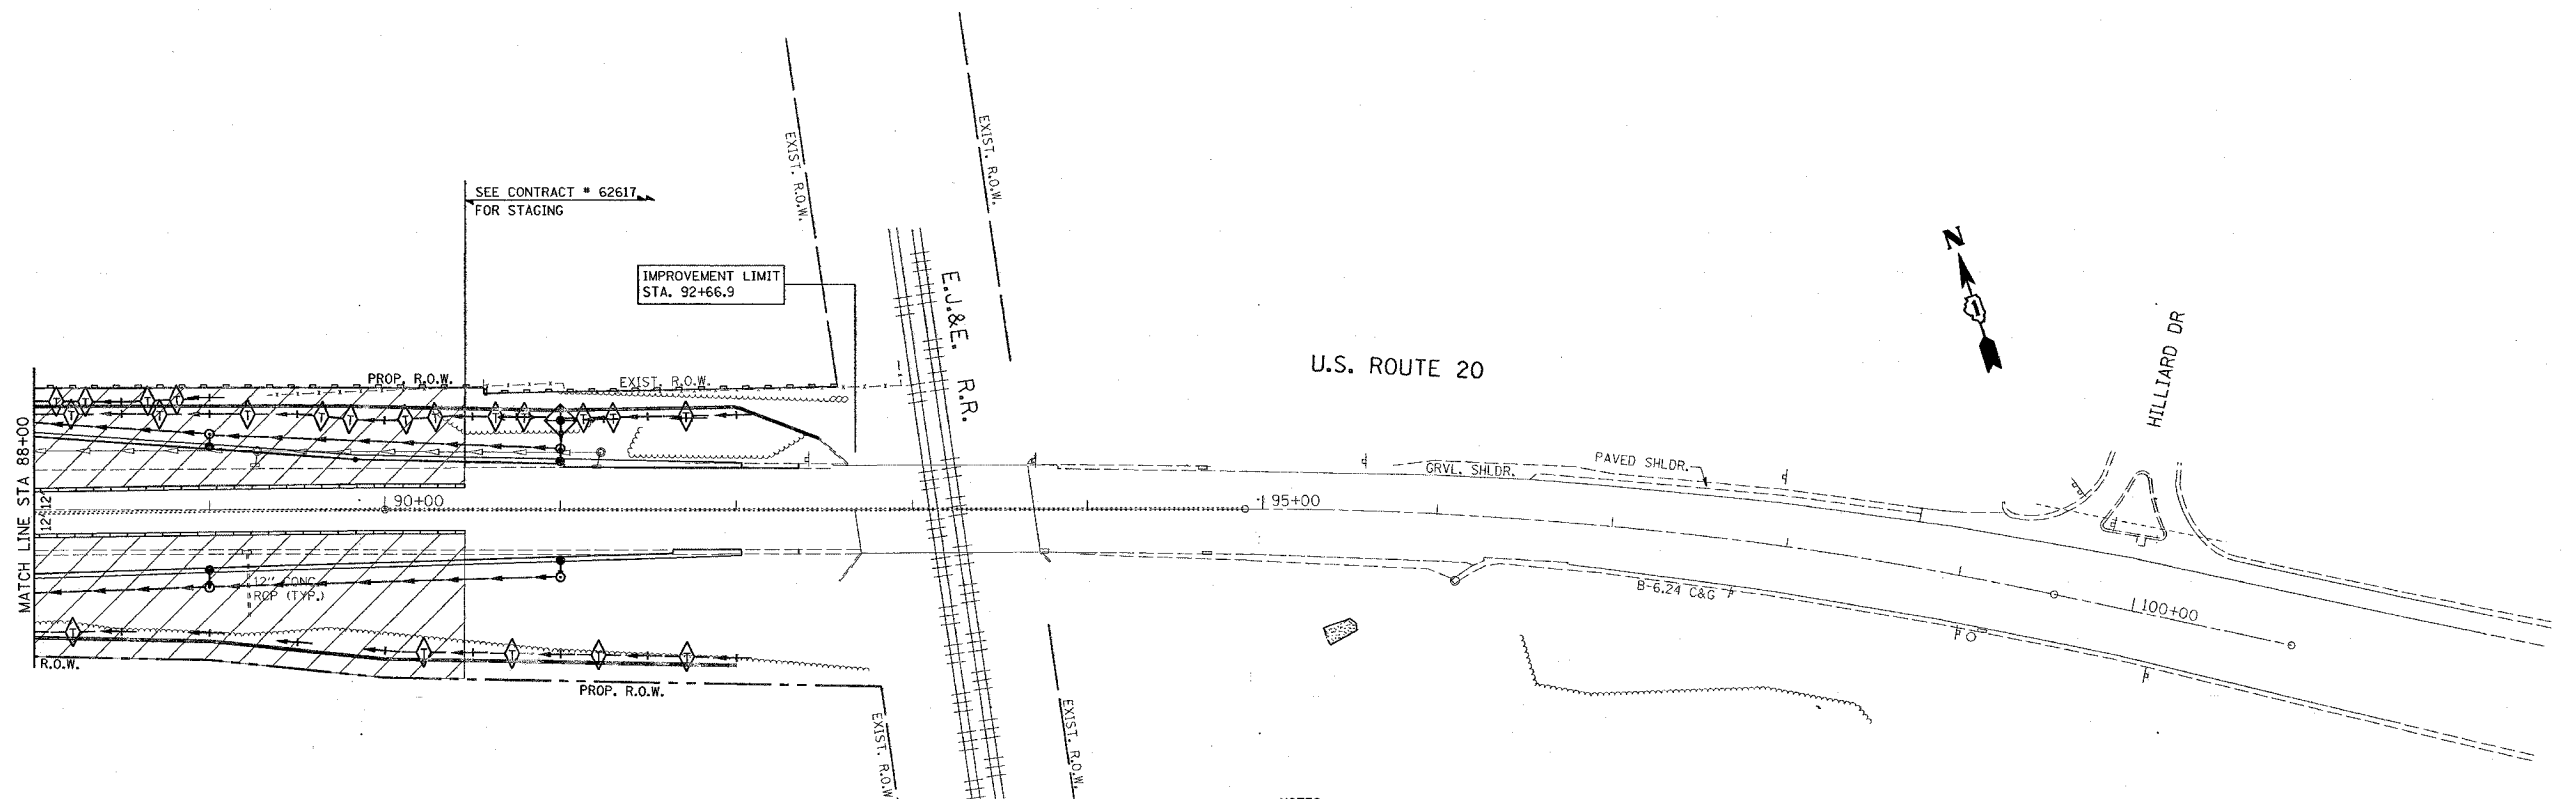 EXIST. R.O.W.
EXIST. R.O.W.
SEE CONTRACT # 62617
FOR STAGING
IMPROVEMENT LIMIT
STA. 92+66.9
E.J.&E. R.R.
N
HILLIARD DR
U.S. ROUTE 20
PROP. R.O.W.
EXIST. R.O.W.
T T T T
T T T T T T T T T T T T
MATCH LINE STA 88+00
12' 12'
90+00
95+00
GRVL. SHLDR.
PAVED SHLDR.
12" CONC.
RCP (TYP.)
B-6.24 C&G
100+00
T T T T T
R.O.W.
PROP. R.O.W.
EXIST. R.O.W.
EXIST. R.O.W.